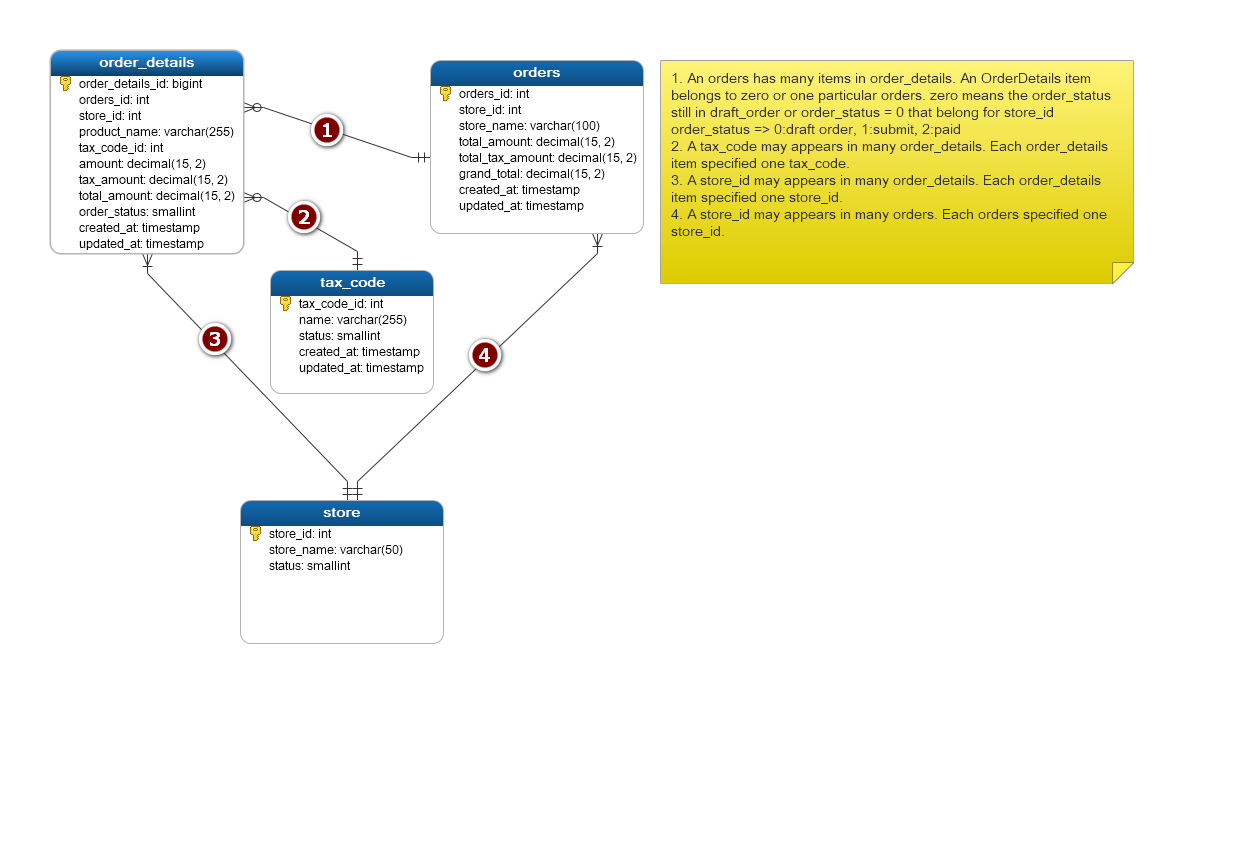 order_details
order_details_id: bigint
orders_id: int
store_id: int
product_name: varchar(255)
tax_code_id: int
amount: decimal(15, 2)
tax_amount: decimal(15, 2)
total_amount: decimal(15, 2)
order_status: smallint
created_at: timestamp
updated_at: timestamp
orders
orders_id: int
store_id: int
store_name: varchar(100)
total_amount: decimal(15, 2)
total_tax_amount: decimal(15, 2)
grand_total: decimal(15, 2)
created_at: timestamp
updated_at: timestamp
1. An orders has many items in order_details. An OrderDetails item
belongs to zero or one particular orders. zero means the order_status
still in draft_order or order_status = 0 that belong for store_id
order_status => 0:draft order, 1:submit, 2:paid
2. A tax_code may appears in many order_details. Each order_details
item specified one tax_code.
3. A store_id may appears in many order_details. Each order_details
item specified one store_id.
4. A store_id may appears in many orders. Each orders specified one
store_id.
1
2
tax_code
tax_code_id: int
name: varchar(255)
status: smallint
created_at: timestamp
updated_at: timestamp
3
4
store
store_id: int
store_name: varchar(50)
status: smallint